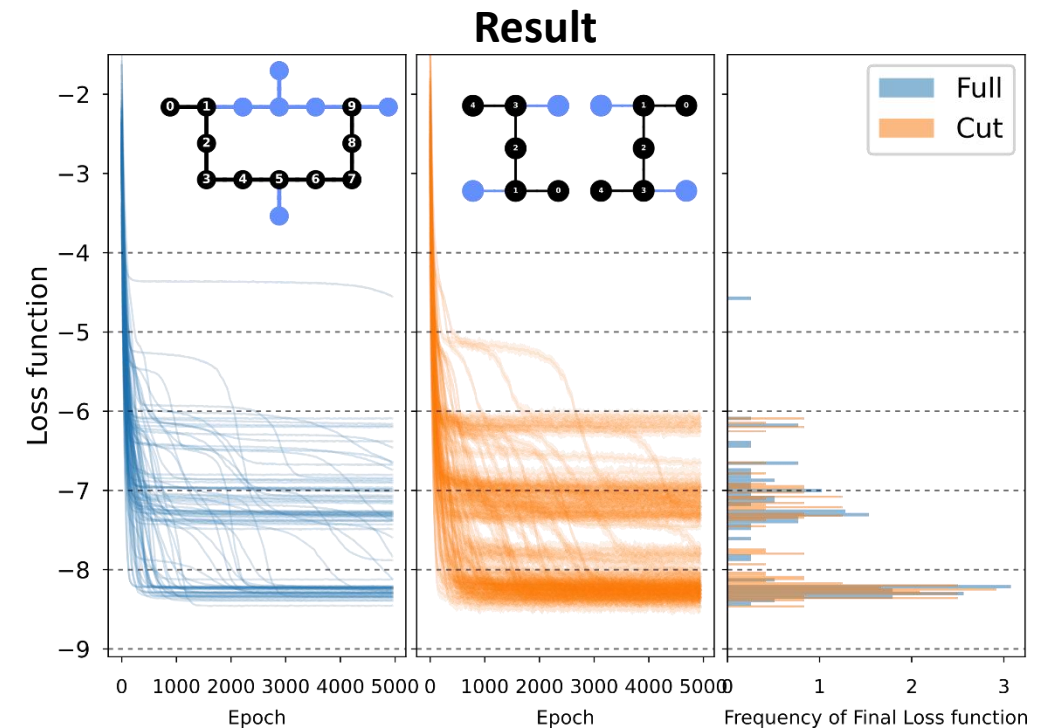 Result
Loss function
−2
−3
−4
−5
−6
−7
−8
−9
0 1 9
2 8
3 4 5 6 7
4 3 1 0
2 2
1 0 4 3
Full
Cut
0 1000 2000 3000 4000 5000
0 1000 2000 3000 4000 5000
0 1 2 3
Epoch
Epoch
Frequency of Final Loss function